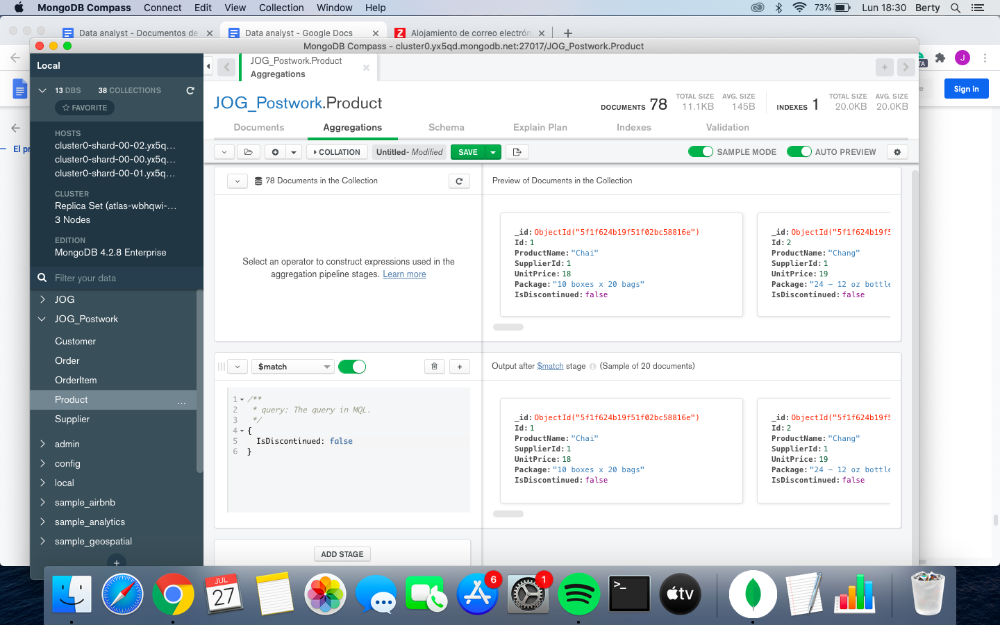 MongoDB Compass Connect Edit View Collection Window Help 73% Lun 18:30 Berty
Data analyst - Documentos de Data analyst - Google Docs Alojamiento de correo electrón
MongoDB Compass - cluster0.yx5qd.mongodb.net:27017/JOG_Postwork.Product
Local
JOG_Postwork.Product
Aggregations
J
Sign in
13 DBS 38 COLLECTIONS
FAVORITE
HOSTS
cluster0-shard-00-02.yx5q...
cluster0-shard-00-00.yx5q...
cluster0-shard-00-01.yx5q...
CLUSTER
Replica Set (atlas-wbhqwi-...
3 Nodes
EDITION
MongoDB 4.2.8 Enterprise
Filter your data
JOG
JOG_Postwork
Customer
Order
OrderItem
Product ...
Supplier
admin
config
local
sample_airbnb
sample_analytics
sample_geospatial
El pr
JOG_Postwork.Product
DOCUMENTS 78 TOTAL SIZE 11.1KB AVG. SIZE 145B INDEXES 1 TOTAL SIZE 20.0KB AVG. SIZE 20.0KB
Documents Aggregations Schema Explain Plan Indexes Validation
COLLATION Untitled- Modified SAVE SAMPLE MODE AUTO PREVIEW
78 Documents in the Collection Preview of Documents in the Collection
Select an operator to construct expressions used in the
aggregation pipeline stages. Learn more
_id: ObjectId("5f1f624b19f51f02bc58816e")
Id: 1
ProductName: "Chai"
SupplierId: 1
UnitPrice: 18
Package: "10 boxes x 20 bags"
IsDiscontinued: false
_id: ObjectId("5f1f624b19f5
Id: 2
ProductName: "Chang"
SupplierId: 1
UnitPrice: 19
Package: "24 - 12 oz bottle
IsDiscontinued: false
$match
Output after $match stage (Sample of 20 documents)
1 /**
2 * query: The query in MQL.
3 */
4 {
5 IsDiscontinued: false
6 }
_id: ObjectId("5f1f624b19f51f02bc58816e")
Id: 1
ProductName: "Chai"
SupplierId: 1
UnitPrice: 18
Package: "10 boxes x 20 bags"
IsDiscontinued: false
_id: ObjectId("5f1f624b19f5
Id: 2
ProductName: "Chang"
SupplierId: 1
UnitPrice: 19
Package: "24 - 12 oz bottle
IsDiscontinued: false
ADD STAGE
JUL
27
6
1
>_
tv